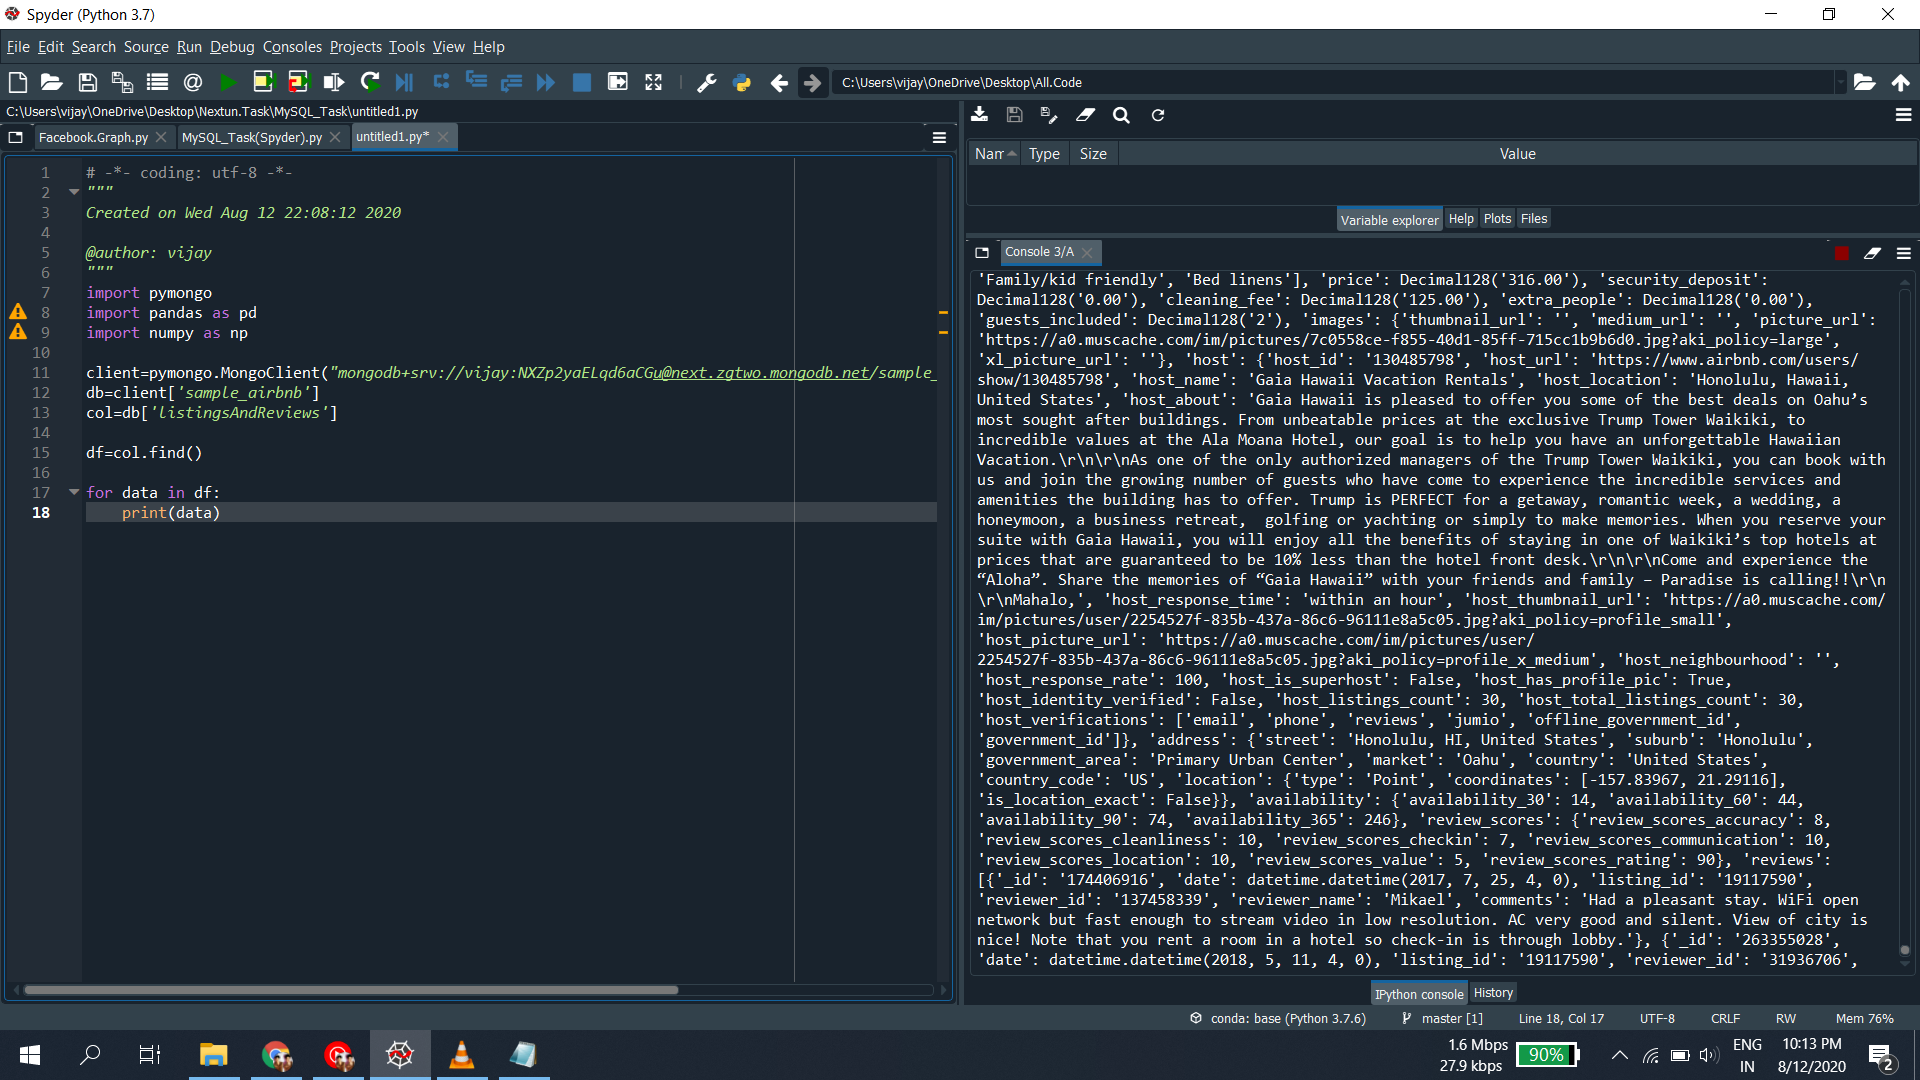 Spyder (Python 3.7)
File Edit Search Source Run Debug Consoles Projects Tools View Help
C:\Users\vijay\OneDrive\Desktop\All.Code
C:\Users\vijay\OneDrive\Desktop\Nextun.Task\MySQL_Task\untitled1.py
Facebook.Graph.py MySQL_Task(Spyder).py untitled1.py*
1 # -*- coding: utf-8 -*-
2 """
3 Created on Wed Aug 12 22:08:12 2020
4
5 @author: vijay
6 """
7 import pymongo
8 import pandas as pd
9 import numpy as np
10
11 client=pymongo.MongoClient("mongodb+srv://vijay:NXZp2yaELqd6aCGu@next.zgtwo.mongodb.net/sample_
12 db=client['sample_airbnb']
13 col=db['listingsAndReviews']
14
15 df=col.find()
16
17 for data in df:
18 print(data)
Nam Type Size Value
Variable explorer Help Plots Files
Console 3/A
'Family/kid friendly', 'Bed linens'], 'price': Decimal128('316.00'), 'security_deposit':
Decimal128('0.00'), 'cleaning_fee': Decimal128('125.00'), 'extra_people': Decimal128('0.00'),
'guests_included': Decimal128('2'), 'images': {'thumbnail_url': '', 'medium_url': '', 'picture_url':
'https://a0.muscache.com/im/pictures/7c0558ce-f855-40d1-85ff-715cc1b9b6d0.jpg?aki_policy=large',
'xl_picture_url': ''}, 'host': {'host_id': '130485798', 'host_url': 'https://www.airbnb.com/users/
show/130485798', 'host_name': 'Gaia Hawaii Vacation Rentals', 'host_location': 'Honolulu, Hawaii,
United States', 'host_about': 'Gaia Hawaii is pleased to offer you some of the best deals on Oahu’s
most sought after buildings. From unbeatable prices at the exclusive Trump Tower Waikiki, to
incredible values at the Ala Moana Hotel, our goal is to help you have an unforgettable Hawaiian
Vacation.\r\n\r\nAs one of the only authorized managers of the Trump Tower Waikiki, you can book with
us and join the growing number of guests who have come to experience the incredible services and
amenities the building has to offer. Trump is PERFECT for a getaway, romantic week, a wedding, a
honeymoon, a business retreat,  golfing or yachting or simply to make memories. When you reserve your
suite with Gaia Hawaii, you will enjoy all the benefits of staying in one of Waikiki’s top hotels at
prices that are guaranteed to be 10% less than the hotel front desk.\r\n\r\nCome and experience the
“Aloha”. Share the memories of “Gaia Hawaii” with your friends and family – Paradise is calling!!\r\n
\r\nMahalo,', 'host_response_time': 'within an hour', 'host_thumbnail_url': 'https://a0.muscache.com/
im/pictures/user/2254527f-835b-437a-86c6-96111e8a5c05.jpg?aki_policy=profile_small',
'host_picture_url': 'https://a0.muscache.com/im/pictures/user/
2254527f-835b-437a-86c6-96111e8a5c05.jpg?aki_policy=profile_x_medium', 'host_neighbourhood': '',
'host_response_rate': 100, 'host_is_superhost': False, 'host_has_profile_pic': True,
'host_identity_verified': False, 'host_listings_count': 30, 'host_total_listings_count': 30,
'host_verifications': ['email', 'phone', 'reviews', 'jumio', 'offline_government_id',
'government_id']}, 'address': {'street': 'Honolulu, HI, United States', 'suburb': 'Honolulu',
'government_area': 'Primary Urban Center', 'market': 'Oahu', 'country': 'United States',
'country_code': 'US', 'location': {'type': 'Point', 'coordinates': [-157.83967, 21.29116],
'is_location_exact': False}}, 'availability': {'availability_30': 14, 'availability_60': 44,
'availability_90': 74, 'availability_365': 246}, 'review_scores': {'review_scores_accuracy': 8,
'review_scores_cleanliness': 10, 'review_scores_checkin': 7, 'review_scores_communication': 10,
'review_scores_location': 10, 'review_scores_value': 5, 'review_scores_rating': 90}, 'reviews':
[{'_id': '174406916', 'date': datetime.datetime(2017, 7, 25, 4, 0), 'listing_id': '19117590',
'reviewer_id': '137458339', 'reviewer_name': 'Mikael', 'comments': 'Had a pleasant stay. WiFi open
network but fast enough to stream video in low resolution. AC very good and silent. View of city is
nice! Note that you rent a room in a hotel so check-in is through lobby.'}, {'_id': '263355028',
'date': datetime.datetime(2018, 5, 11, 4, 0), 'listing_id': '19117590', 'reviewer_id': '31936706',
IPython console History
conda: base (Python 3.7.6) master [1] Line 18, Col 17 UTF-8 CRLF RW Mem 76%
1.6 Mbps
27.9 kbps
90%
ENG
IN
10:13 PM
8/12/2020
2